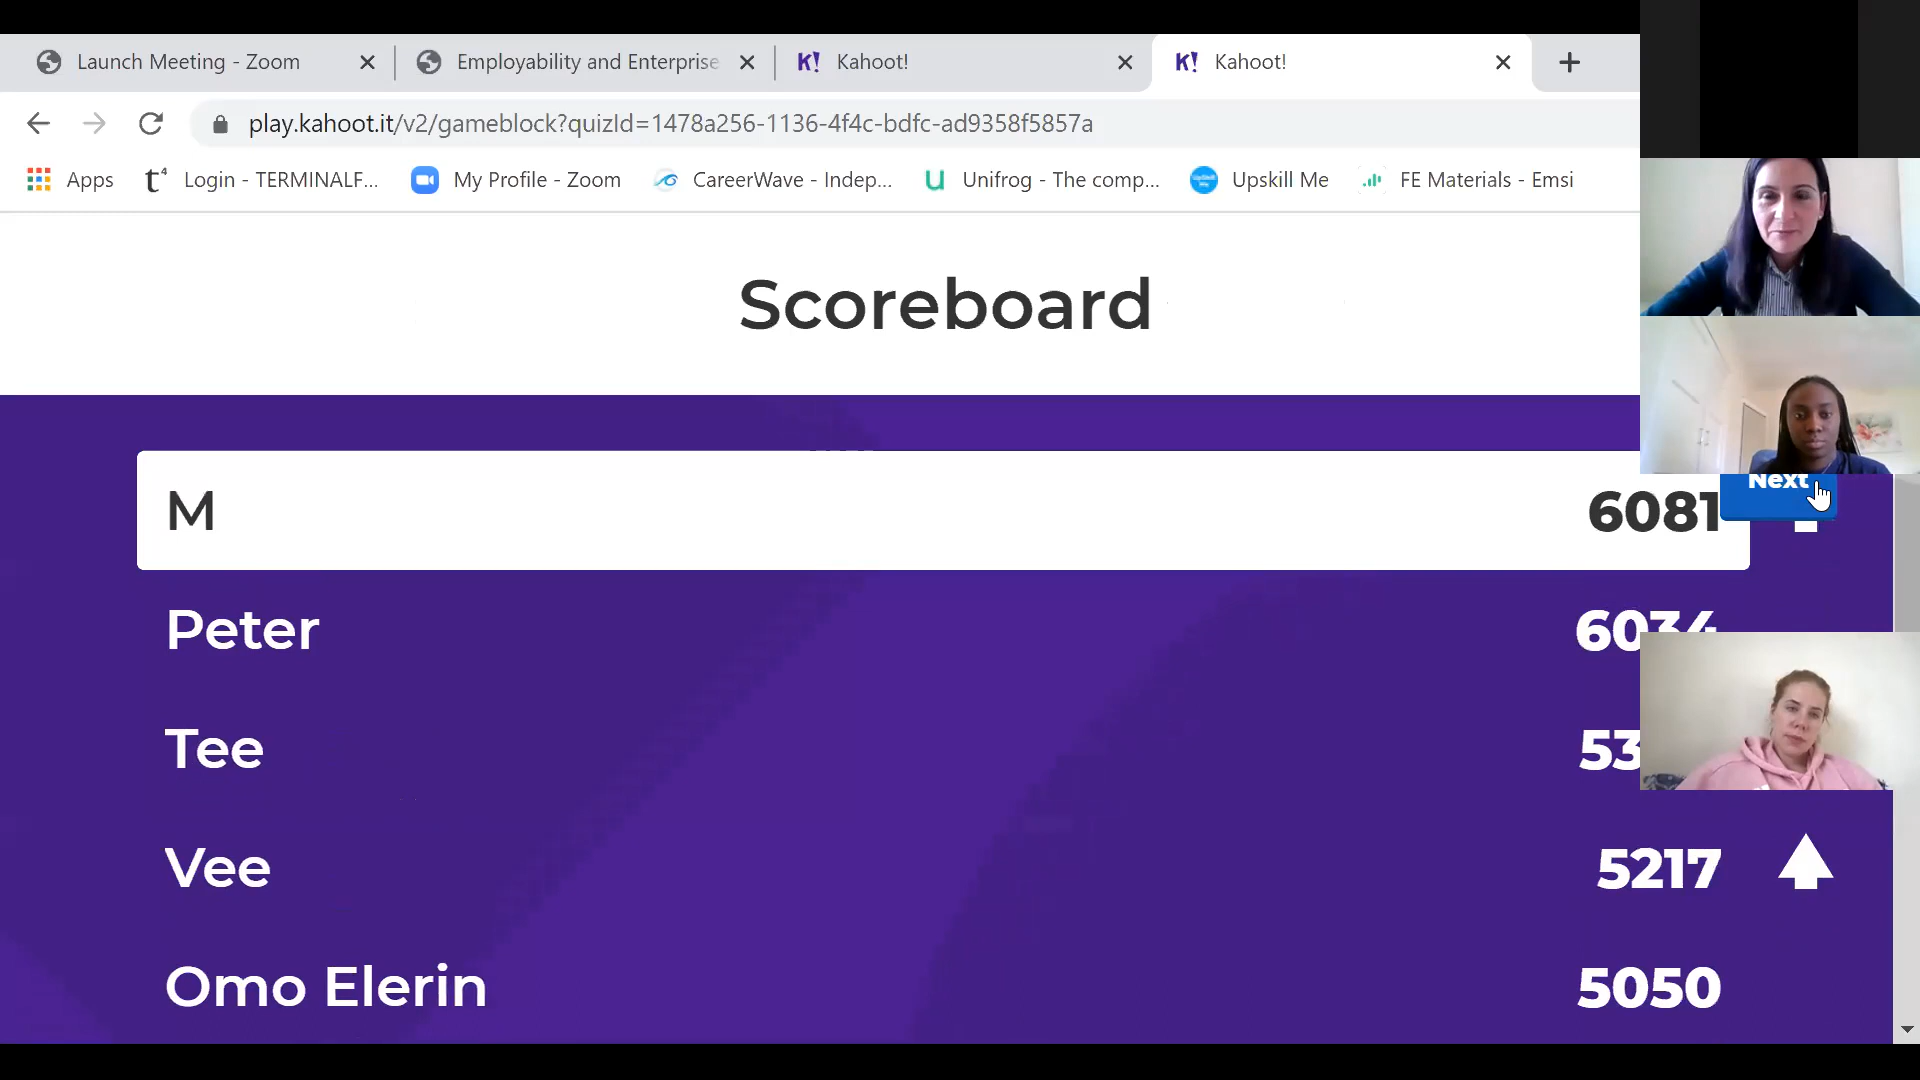 Launch Meeting - Zoom
Employability and Enterprise
K! Kahoot!
K! Kahoot!
play.kahoot.it/v2/gameblock?quizId=1478a256-1136-4f4c-bdfc-ad9358f5857a
Apps
t4 Login - TERMINALF...
My Profile - Zoom
CareerWave - Indep...
Unifrog - The comp...
Upskill Me
FE Materials - Emsi
Scoreboard
Next
M 6081
Peter 6034
Tee
Vee 5217
Omo Elerin 5050